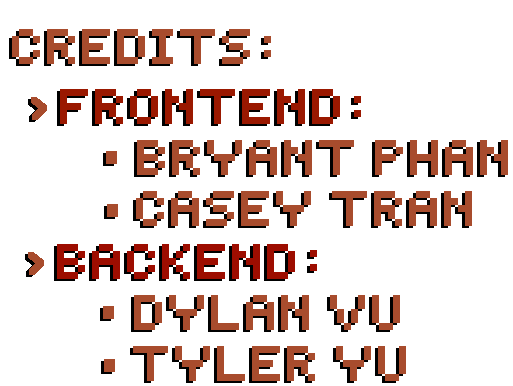 CREDITS:
>FRONTEND:
• BRYANT PHAN
• CASEY TRAN
>BACKEND:
• DYLAN VU
• TYLER YU